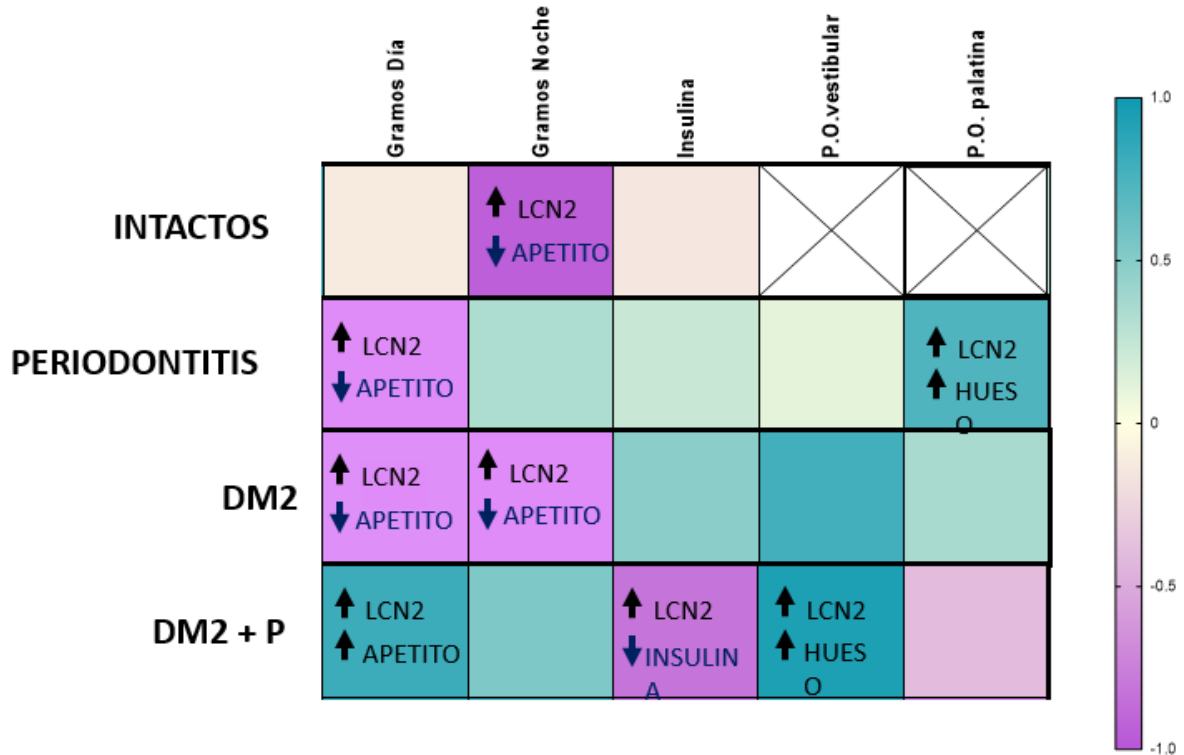 Gramos Día
Gramos Noche
Insulina
P.O.vestibular
P.O. palatina
INTACTOS
LCN2
APETITO
PERIODONTITIS
LCN2
APETITO
LCN2
HUES
O
DM2
LCN2
APETITO
LCN2
APETITO
DM2 + P
LCN2
APETITO
LCN2
INSULIN
A
LCN2
HUES
O
1.0
0.5
0
-0.5
-1.0